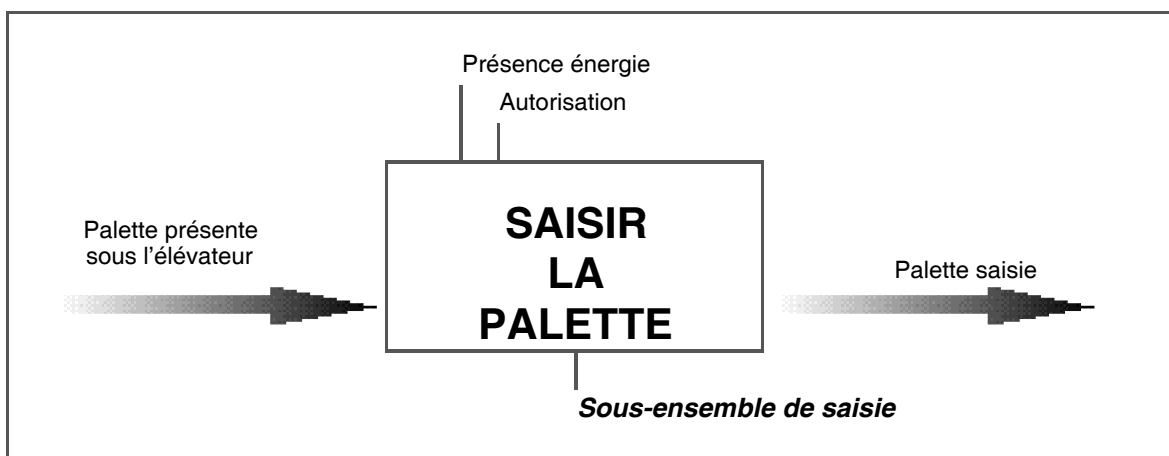 Présence énergie
Autorisation
Palette présente
sous l'élévateur
SAISIR
LA
PALETTE
Palette saisie
Sous-ensemble de saisie